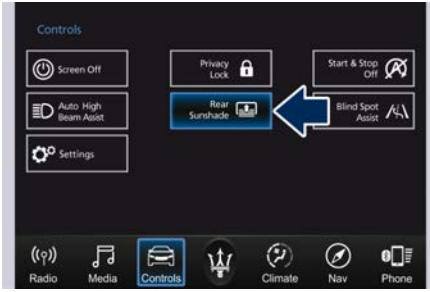 Controls
Screen Off
Privacy
Lock
Start & Stop
Off
Auto High
Beam Assist
Rear
Sunshade
Blind Spot
Assist
Settings
Radio
Media
Controls
Climate
Nav
Phone